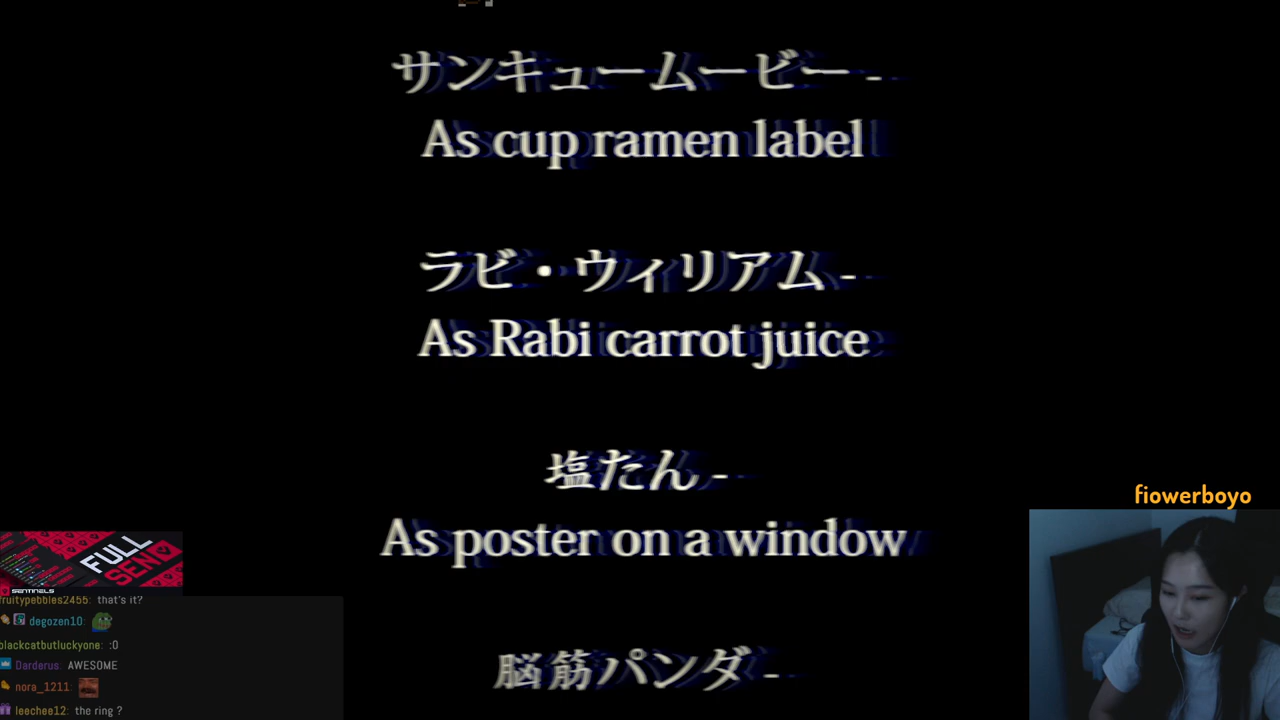 サンキュームービー -
As cup ramen label
ラビ・ウィリアム -
As Rabi carrot juice
塩たん -
As poster on a window
脳筋パンダ -
fiowerboyo
FULL
SEND
SENTINELS
fruitypebbles2455: that's it?
degozen10:
blackcatbutluckyone: :0
Darderus: AWESOME
nora_1211:
leechee12: the ring ?